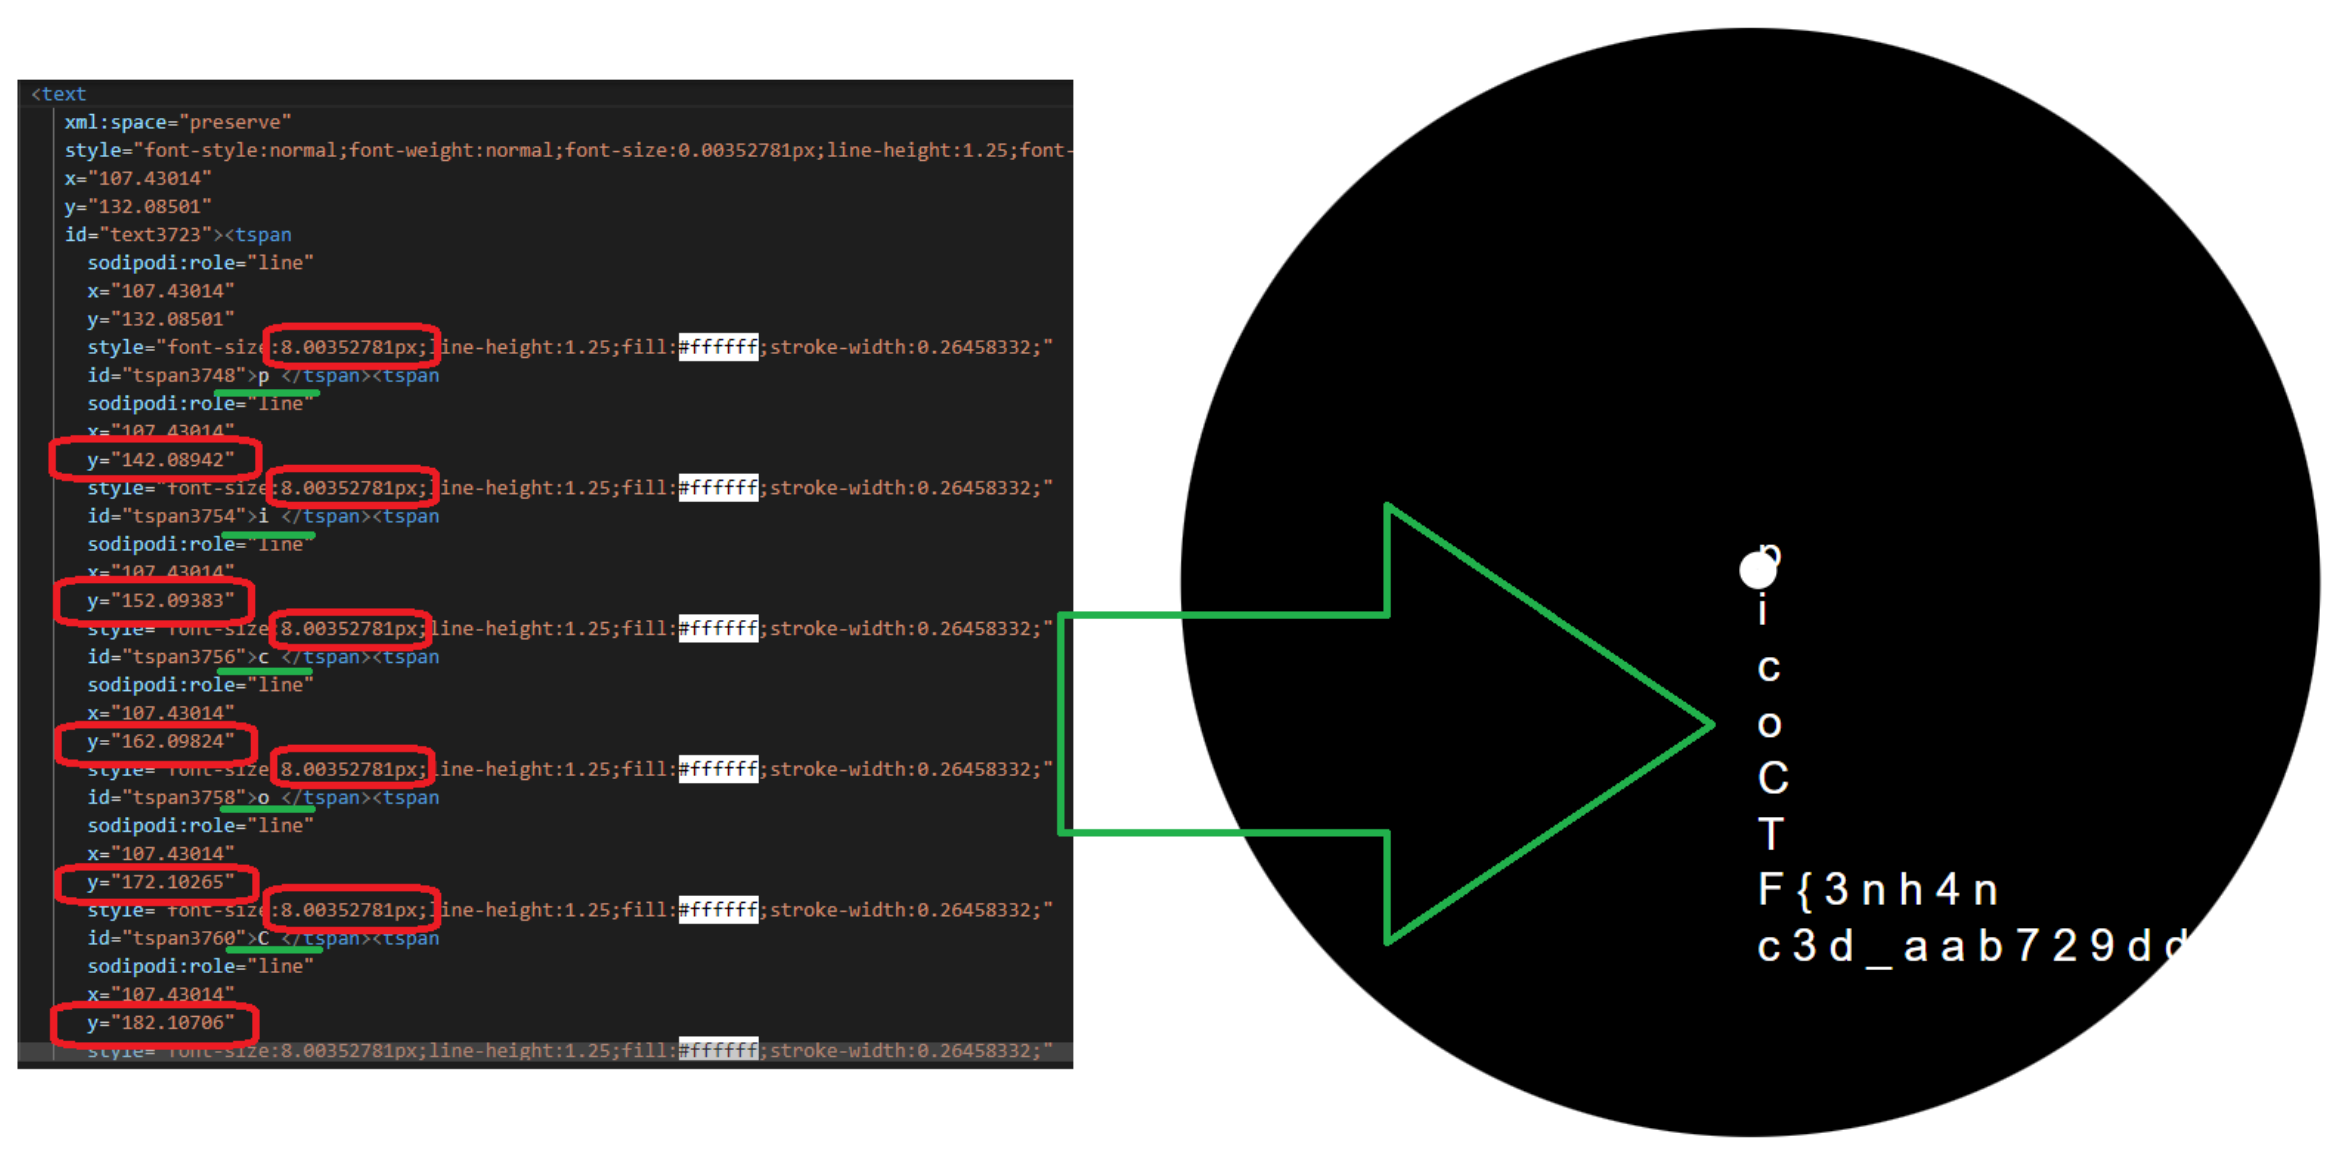 <text
xml:space="preserve"
style="font-style:normal;font-weight:normal;font-size:0.00352781px;line-height:1.25;font-
x="107.43014"
y="132.08501"
id="text3723"><tspan
sodipodi:role="line"
x="107.43014"
y="132.08501"
style="font-size:8.00352781px;line-height:1.25;fill:#ffffff;stroke-width:0.26458332;"
id="tspan3748">p </tspan><tspan
sodipodi:role="line"
x="107.43014"
y="142.08942"
style="font-size:8.00352781px;line-height:1.25;fill:#ffffff;stroke-width:0.26458332;"
id="tspan3754">i </tspan><tspan
sodipodi:role="line"
x="107.43014"
y="152.09383"
style="font-size:8.00352781px;line-height:1.25;fill:#ffffff;stroke-width:0.26458332;"
id="tspan3756">c </tspan><tspan
sodipodi:role="line"
x="107.43014"
y="162.09824"
style="font-size:8.00352781px;line-height:1.25;fill:#ffffff;stroke-width:0.26458332;"
id="tspan3758">o </tspan><tspan
sodipodi:role="line"
x="107.43014"
y="172.10265"
style="font-size:8.00352781px;line-height:1.25;fill:#ffffff;stroke-width:0.26458332;"
id="tspan3760">C </tspan><tspan
sodipodi:role="line"
x="107.43014"
y="182.10706"
style="font-size:8.00352781px;line-height:1.25;fill:#ffffff;stroke-width:0.26458332;"
p
i
c
o
C
T
F { 3 n h 4 n
c 3 d _ a a b 7 2 9 d d